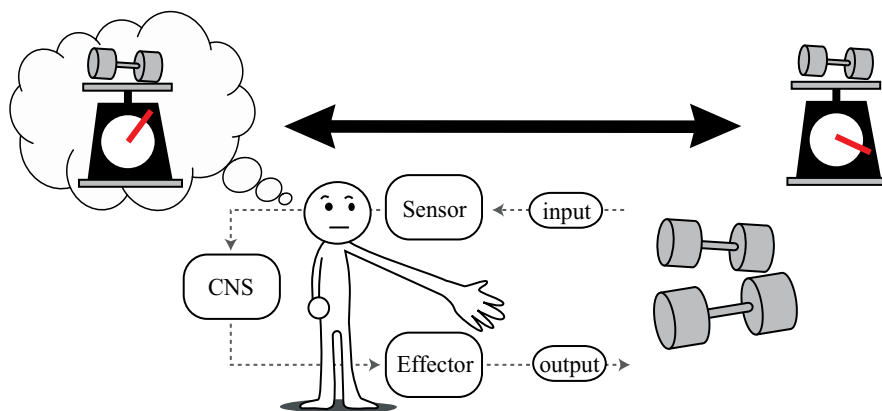 Sensor
input
CNS
Effector
output